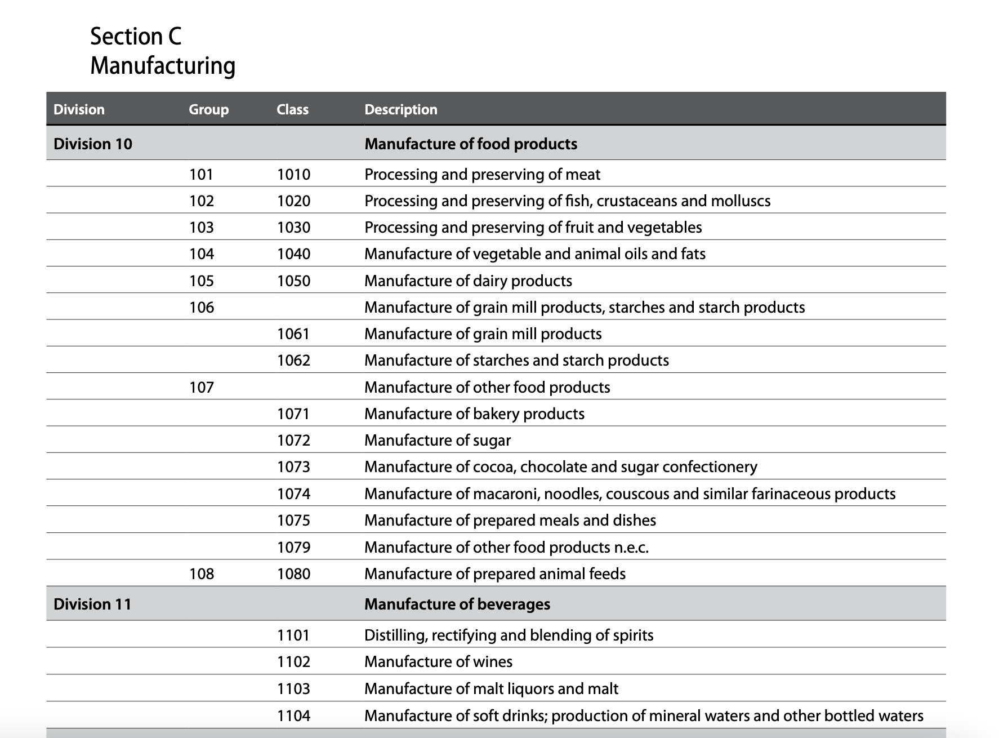 Section C
Manufacturing
Division Group Class Description
Division 10 Manufacture of food products
101 1010 Processing and preserving of meat
102 1020 Processing and preserving of fish, crustaceans and molluscs
103 1030 Processing and preserving of fruit and vegetables
104 1040 Manufacture of vegetable and animal oils and fats
105 1050 Manufacture of dairy products
106 Manufacture of grain mill products, starches and starch products
1061 Manufacture of grain mill products
1062 Manufacture of starches and starch products
107 Manufacture of other food products
1071 Manufacture of bakery products
1072 Manufacture of sugar
1073 Manufacture of cocoa, chocolate and sugar confectionery
1074 Manufacture of macaroni, noodles, couscous and similar farinaceous products
1075 Manufacture of prepared meals and dishes
1079 Manufacture of other food products n.e.c.
108 1080 Manufacture of prepared animal feeds
Division 11 Manufacture of beverages
1101 Distilling, rectifying and blending of spirits
1102 Manufacture of wines
1103 Manufacture of malt liquors and malt
1104 Manufacture of soft drinks; production of mineral waters and other bottled waters